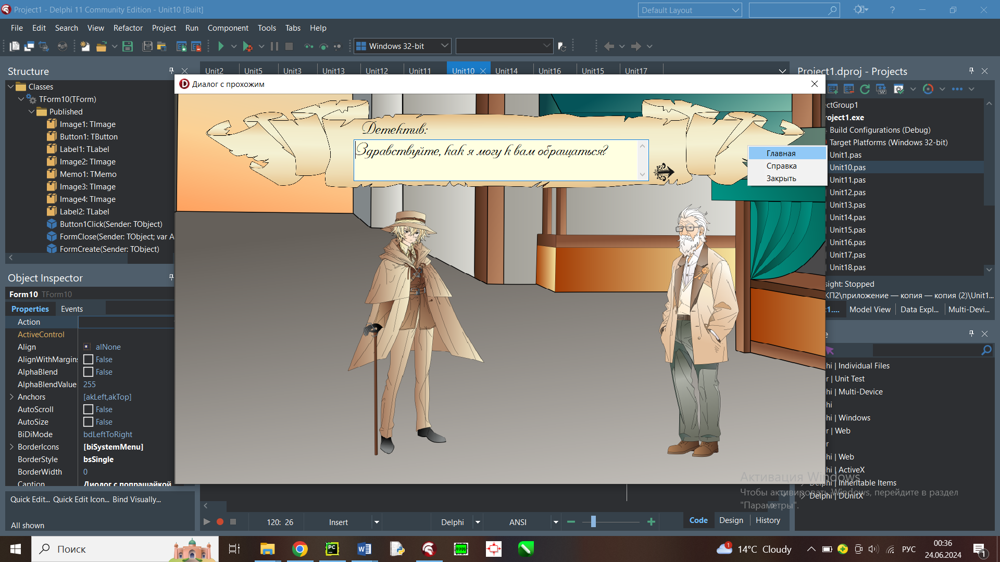 Project1 - Delphi 11 Community Edition - Unit10 [Built]
Default Layout
?
File Edit Search View Refactor Project Run Component Tools Tabs Help
Windows 32-bit
Structure
Unit2 Unit5 Unit3 Unit13 Unit12 Unit11 Unit10 Unit14 Unit16 Unit15 Unit17
Project1.dproj - Projects
Classes
TForm10(TForm)
Published
Image1: TImage
Button1: TButton
Label1: TLabel
Image2: TImage
Memo1: TMemo
Image3: TImage
Image4: TImage
Label2: TLabel
Button1Click(Sender: TObject)
FormClose(Sender: TObject; var A
FormCreate(Sender: TObject)
Диалог с прохожим
Детектив:
Здравствуйте, как я могу к вам обращаться?
Главная
Справка
Закрыть
ectGroup1
roject1.exe
Build Configurations (Debug)
Target Platforms (Windows 32-bit)
Unit1.pas
Unit10.pas
Unit11.pas
Unit12.pas
Unit13.pas
Unit14.pas
Unit15.pas
Unit16.pas
Unit17.pas
Unit18.pas
sight: Stopped
КП2\приложение — копия — копия (2)\Unit1...
t1.... Model View Data Expl... Multi-Devi...
Object Inspector
Form10 TForm10
Properties Events
Action
ActiveControl
Align alNone
AlignWithMargins False
AlphaBlend False
AlphaBlendValue 255
Anchors [akLeft,akTop]
AutoScroll False
AutoSize False
BiDiMode bdLeftToRight
BorderIcons [biSystemMenu]
BorderStyle bsSingle
BorderWidth 0
Caption Диолог с попрашайкой
Quick Edit... Quick Edit Icon... Bind Visually...
All shown
e
hi | Individual Files
r | Unit Test
hi | Multi-Device
hi
hi | Windows
r | Web
r
hi | Web
hi | ActiveX
Delphi | Inheritable Items
Delphi | DUnitX
Активация Windows
Чтобы активировать Windows, перейдите в раздел
"Параметры".
120: 26 Insert Delphi ANSI
Code Design History
Поиск
PC
W
8086
1
14°C Cloudy
РУС
00:36
24.06.2024
1